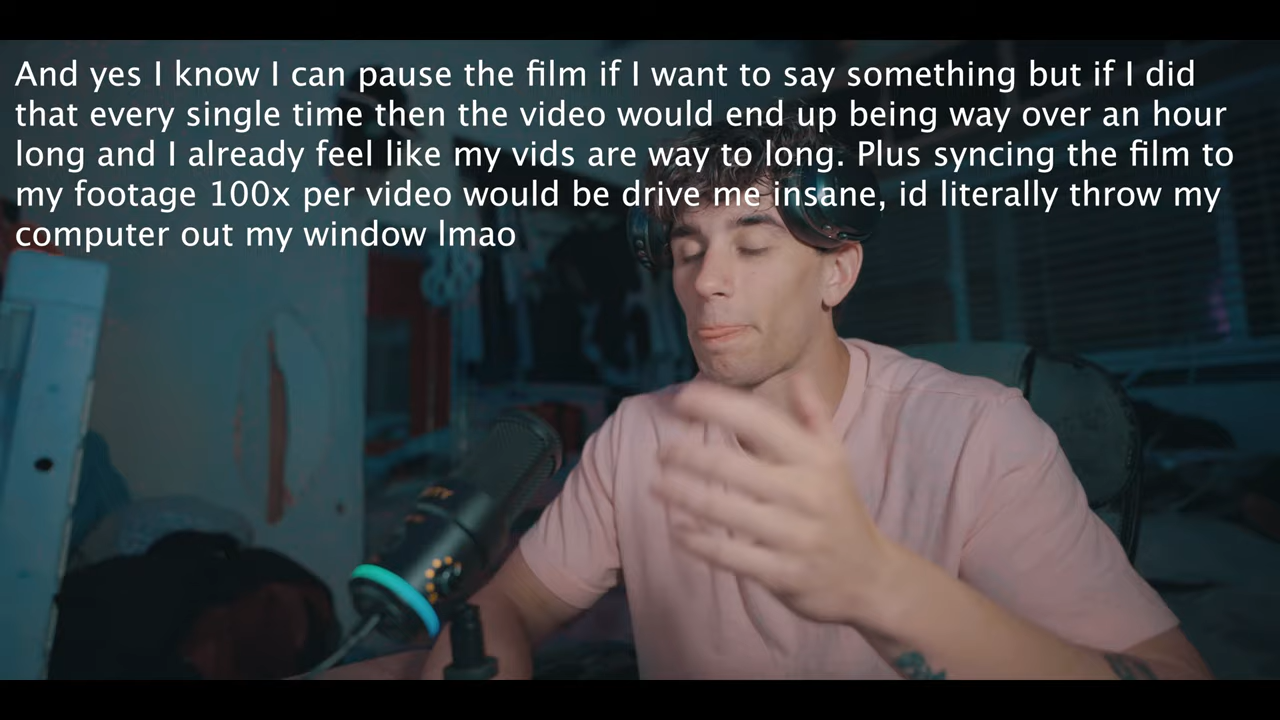 And yes I know I can pause the film if I want to say something but if I did
that every single time then the video would end up being way over an hour
long and I already feel like my vids are way to long. Plus syncing the film to
my footage 100x per video would be drive me insane, id literally throw my
computer out my window lmao